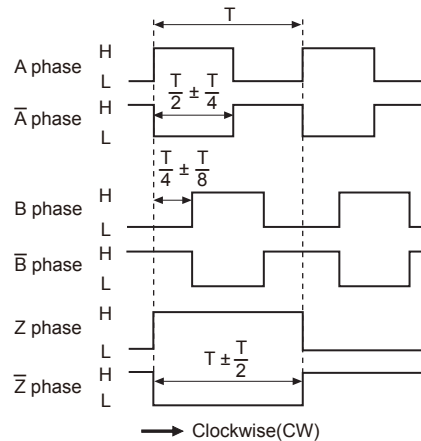 T
H
A phase
L
H
A̅ phase
L
T/2 ± T/4
T/4 ± T/8
H
B phase
L
H
B̅ phase
L
H
Z phase
L
H
Z̅ phase
L
T ± T/2
Clockwise(CW)